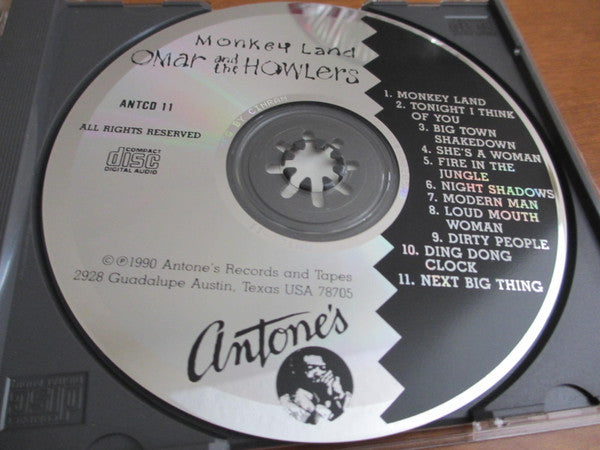 Monkey Land
Omar and the Howlers
ANTCD 11
ALL RIGHTS RESERVED
COMPACT
disc
DIGITAL AUDIO
1. MONKEY LAND
2. TONIGHT I THINK
OF YOU
3. BIG TOWN
SHAKEDOWN
4. SHE'S A WOMAN
5. FIRE IN THE
JUNGLE
6. NIGHT SHADOWS
7. MODERN MAN
8. LOUD MOUTH
WOMAN
9. DIRTY PEOPLE
10. DING DONG
CLOCK
11. NEXT BIG THING
©℗1990 Antone's Records and Tapes
2928 Guadalupe Austin, Texas USA 78705
Antone's